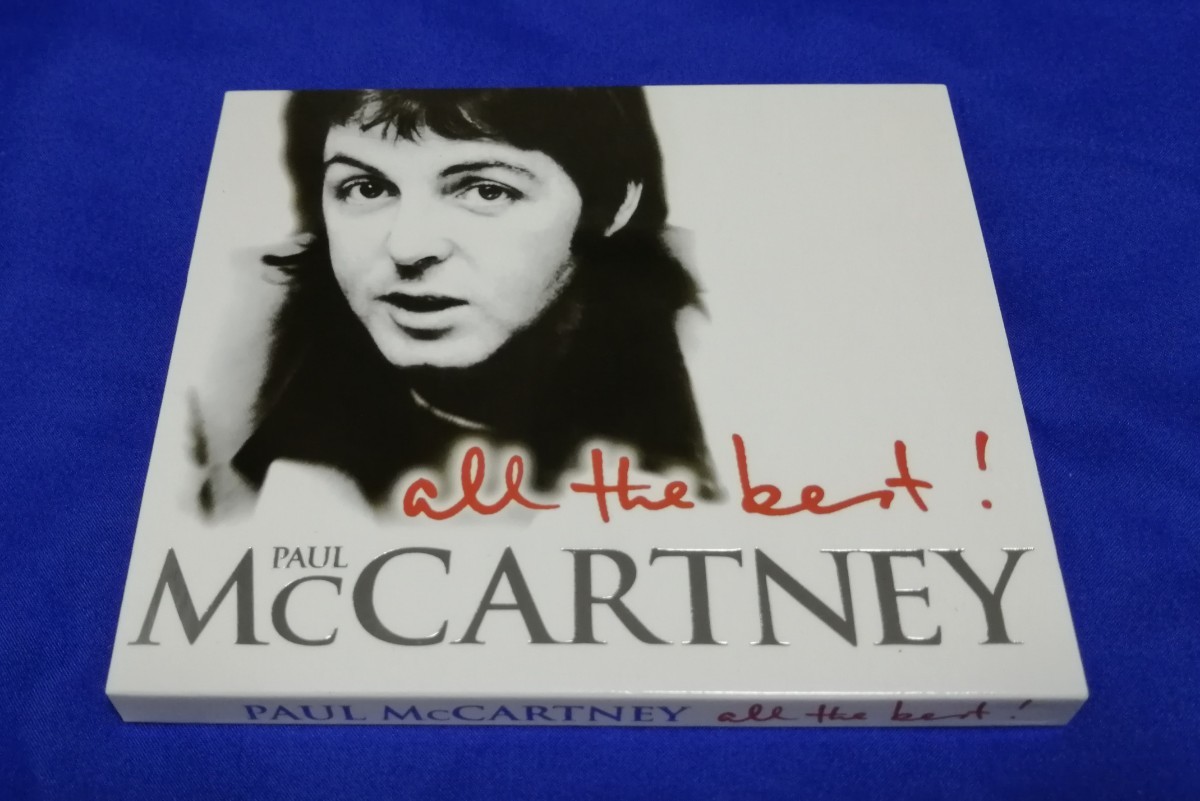 all the best!
PAUL
McCARTNEY
PAUL McCARTNEY all the best!